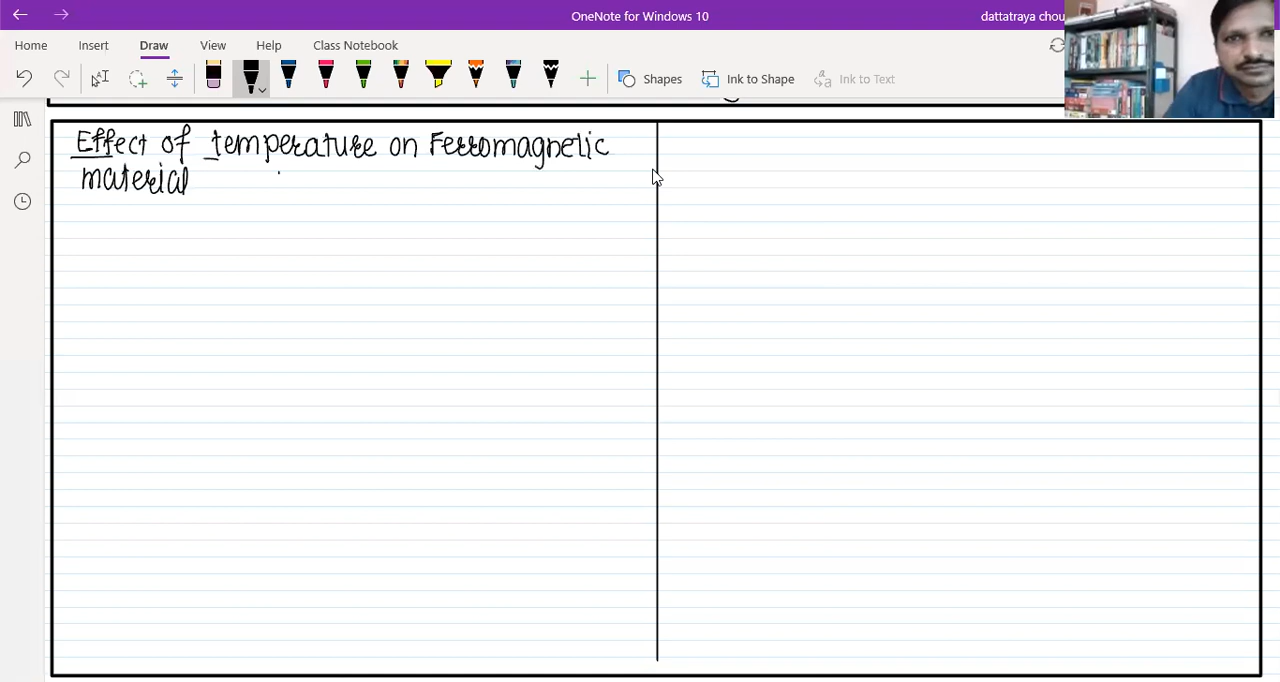 OneNote for Windows 10
dattatraya chou
Home Insert Draw View Help Class Notebook
Shapes Ink to Shape Ink to Text
Effect of temperature on Ferromagnetic
material